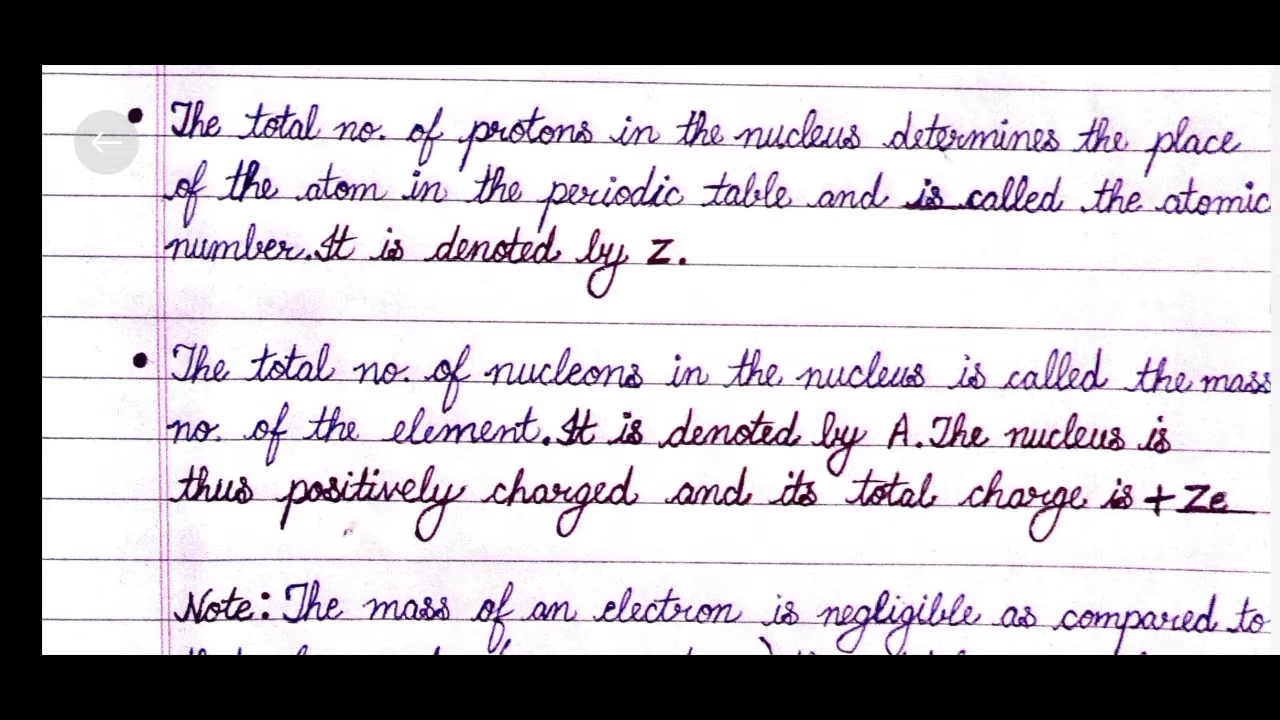 • The total no. of protons in the nucleus determines the place
of the atom in the periodic table and is called the atomic
number. It is denoted by Z.
• The total no. of nucleons in the nucleus is called the mass
no. of the element. It is denoted by A. The nucleus is
thus positively charged and its total charge is + Ze
Note: The mass of an electron is negligible as compared to